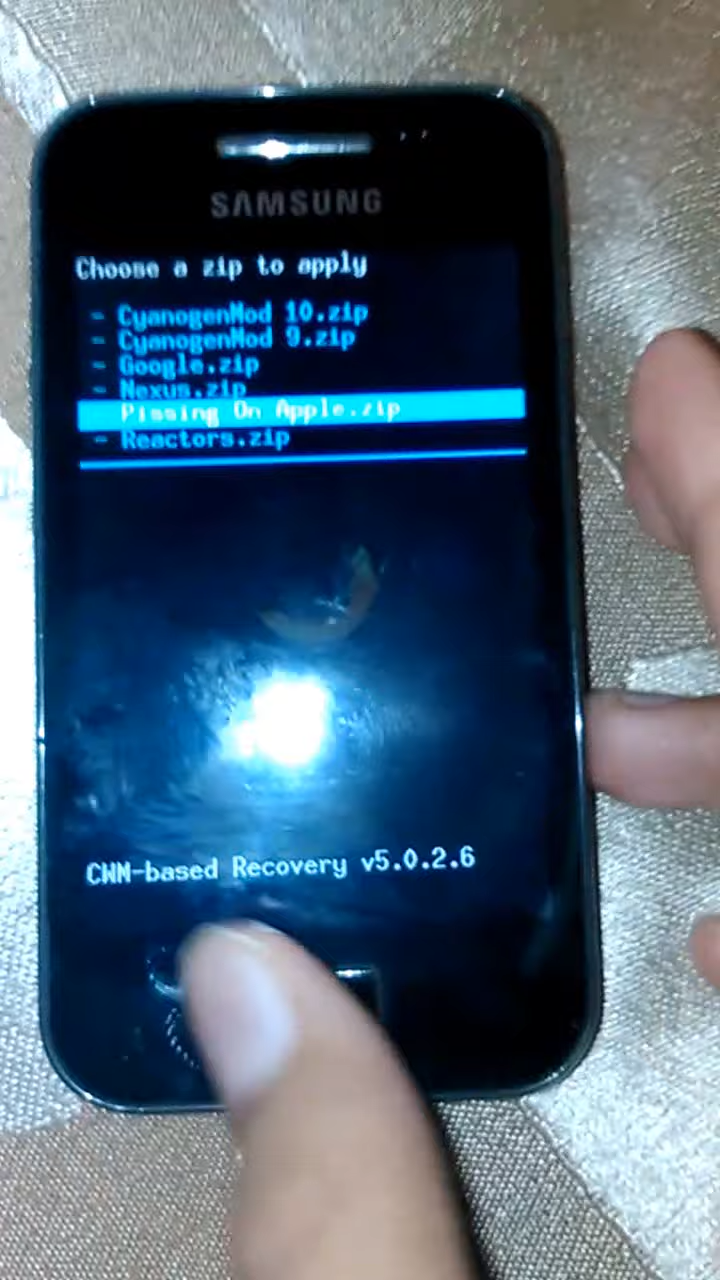 SAMSUNG
Choose a zip to apply
- CyanogenMod 10.zip
- CyanogenMod 9.zip
- Google.zip
- Nexus.zip
Pissing On Apple.zip
- Reactors.zip
CWM-based Recovery v5.0.2.6